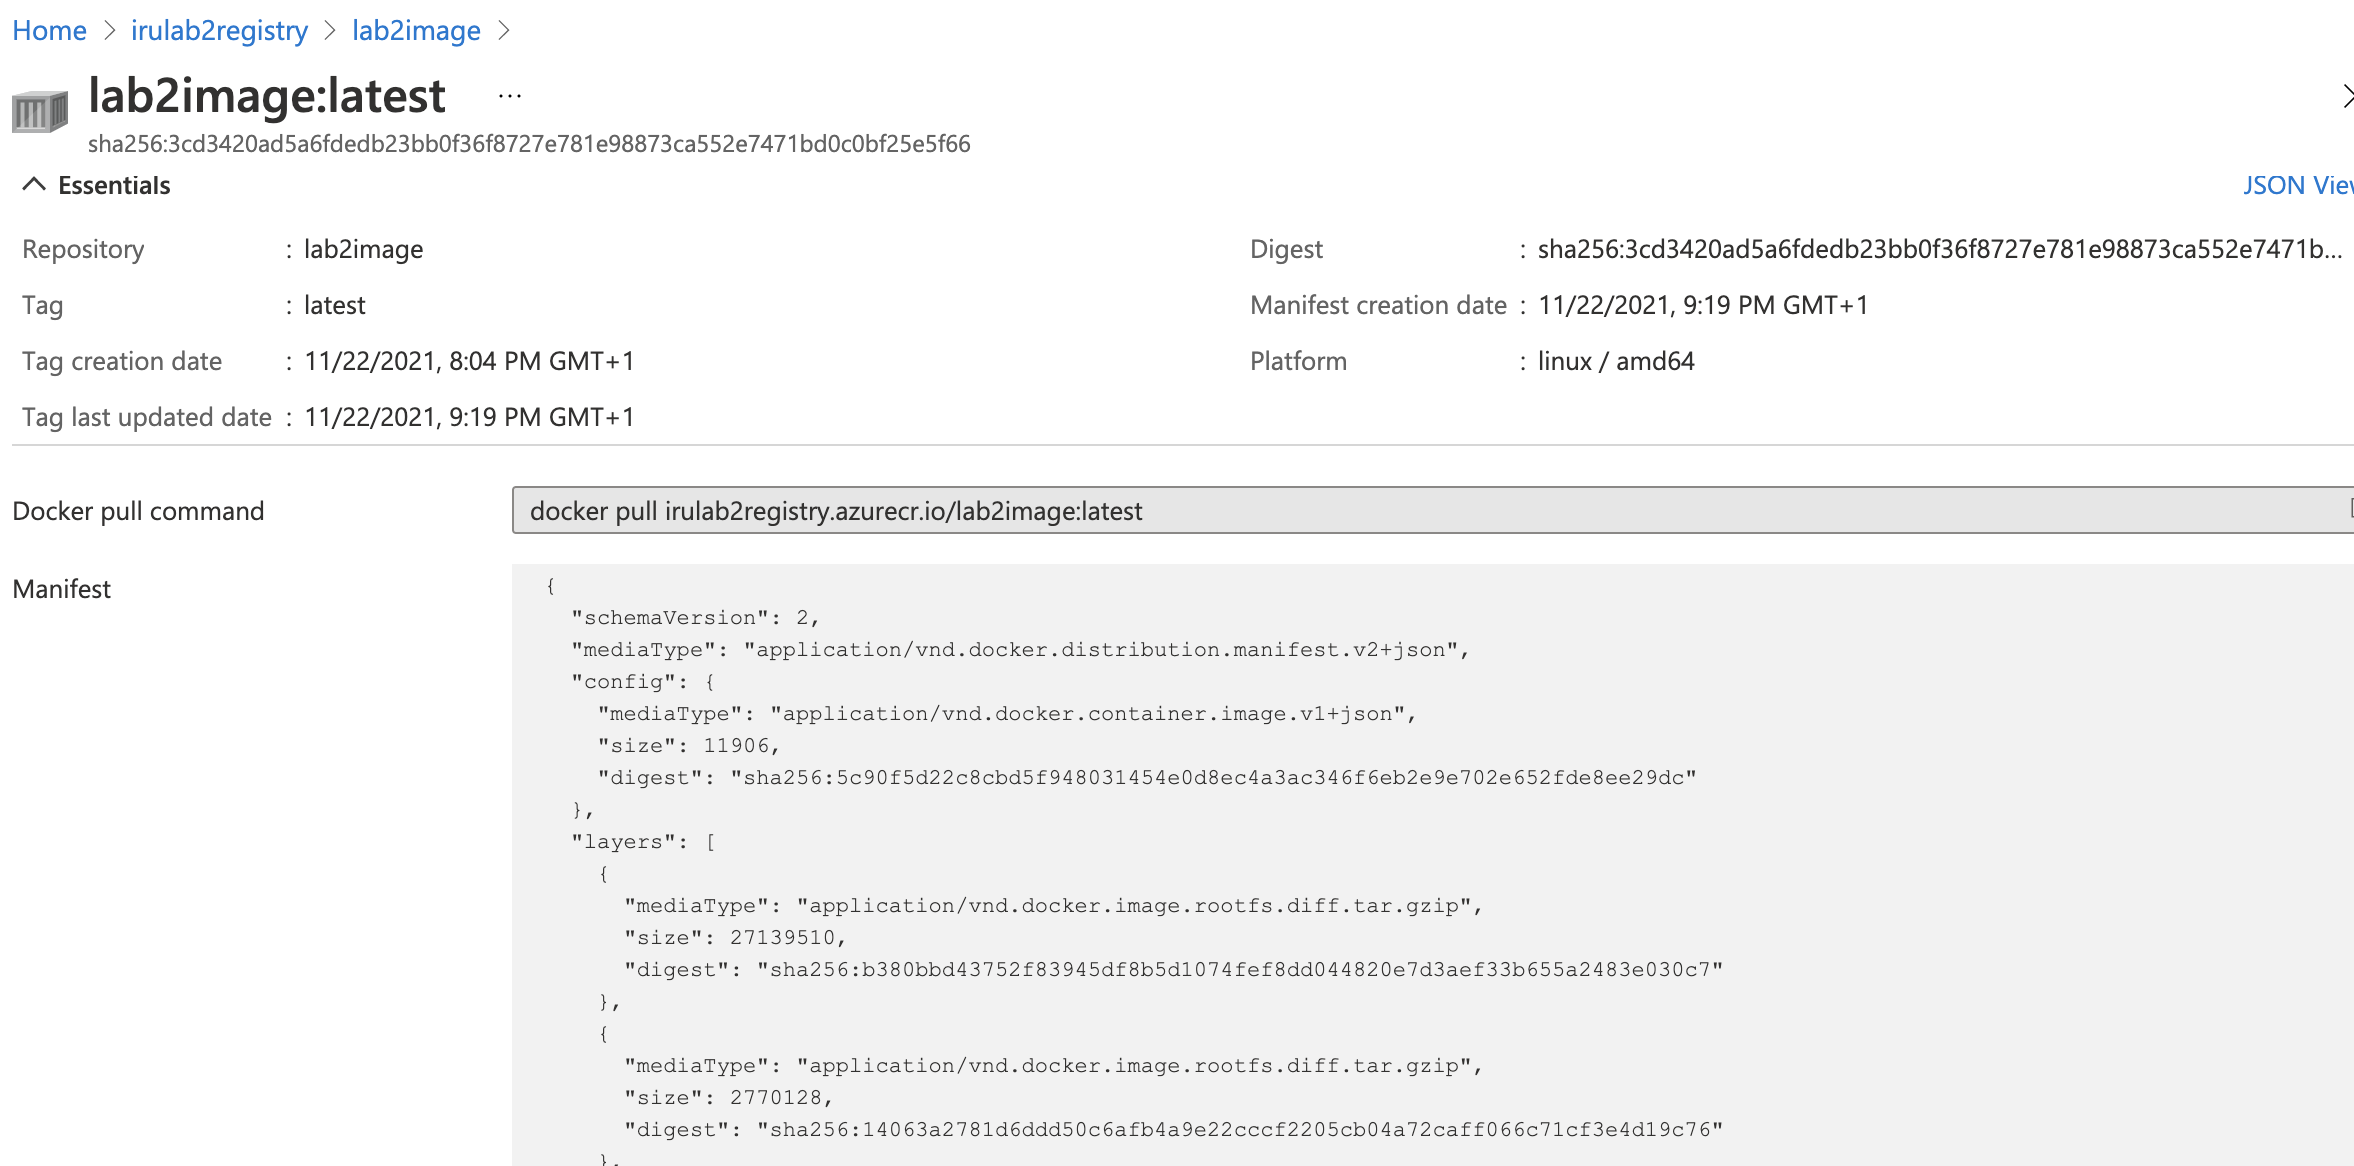 Home > irulab2registry > lab2image >
lab2image:latest ...
sha256:3cd3420ad5a6fdedb23bb0f36f8727e781e98873ca552e7471bd0c0bf25e5f66
Essentials
JSON View
Repository : lab2image
Digest : sha256:3cd3420ad5a6fdedb23bb0f36f8727e781e98873ca552e7471b...
Tag : latest
Manifest creation date : 11/22/2021, 9:19 PM GMT+1
Tag creation date : 11/22/2021, 8:04 PM GMT+1
Platform : linux / amd64
Tag last updated date : 11/22/2021, 9:19 PM GMT+1
Docker pull command
docker pull irulab2registry.azurecr.io/lab2image:latest
Manifest
{
"schemaVersion": 2,
"mediaType": "application/vnd.docker.distribution.manifest.v2+json",
"config": {
"mediaType": "application/vnd.docker.container.image.v1+json",
"size": 11906,
"digest": "sha256:5c90f5d22c8cbd5f948031454e0d8ec4a3ac346f6eb2e9e702e652fde8ee29dc"
},
"layers": [
{
"mediaType": "application/vnd.docker.image.rootfs.diff.tar.gzip",
"size": 27139510,
"digest": "sha256:b380bbd43752f83945df8b5d1074fef8dd044820e7d3aef33b655a2483e030c7"
},
{
"mediaType": "application/vnd.docker.image.rootfs.diff.tar.gzip",
"size": 2770128,
"digest": "sha256:14063a2781d6ddd50c6afb4a9e22cccf2205cb04a72caff066c71cf3e4d19c76"
},